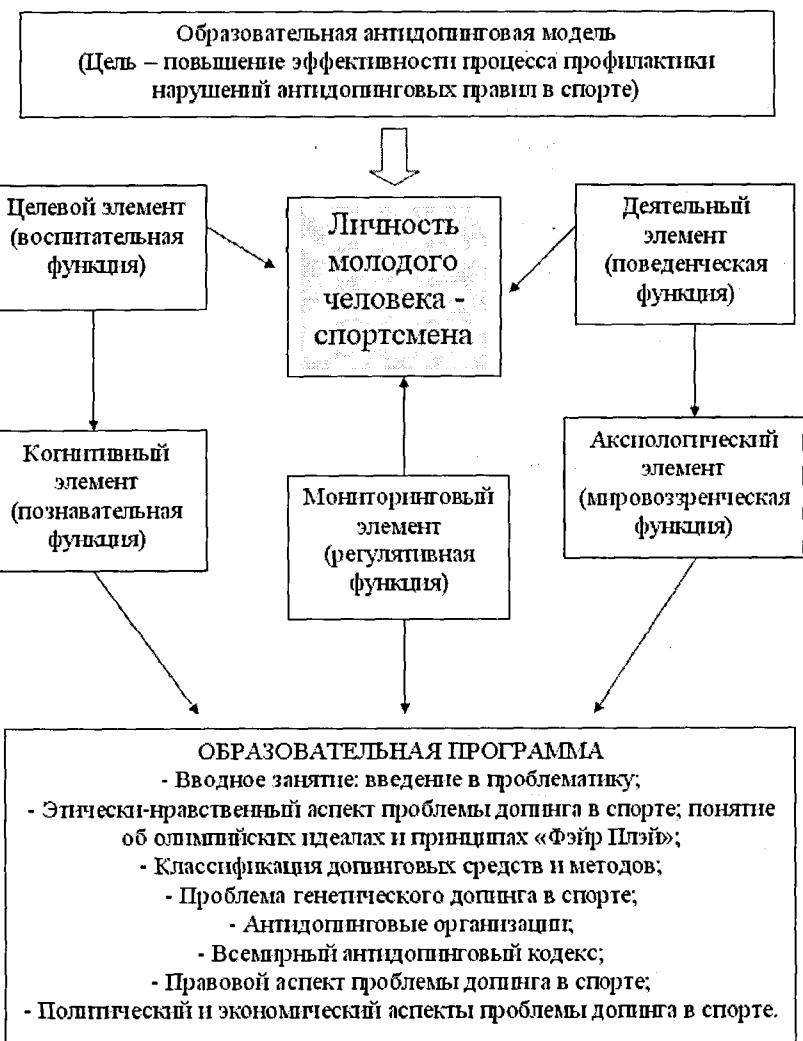 Образовательная антидопинговая модель
(Цель – повышение эффективности процесса профилактики
нарушений антидопинговых правил в спорте)
Целевой элемент
(воспитательная
функция)
Личность
молодого
человека -
спортсмена
Деятельный
элемент
(поведенческая
функция)
Когнитивный
элемент
(познавательная
функция)
Мониторинговый
элемент
(регулятивная
функция)
Аксиологический
элемент
(мировоззренческая
функция)
ОБРАЗОВАТЕЛЬНАЯ ПРОГРАММА
- Вводное занятие: введение в проблематику;
- Этически-нравственный аспект проблемы допинга в спорте; понятие
об олимпийских идеалах и принципах «Фэйр Плэй»;
- Классификация допинговых средств и методов;
- Проблема генетического допинга в спорте;
- Антидопинговые организации;
- Всемирный антидопинговый кодекс;
- Правовой аспект проблемы допинга в спорте;
- Политический и экономический аспекты проблемы допинга в спорте.